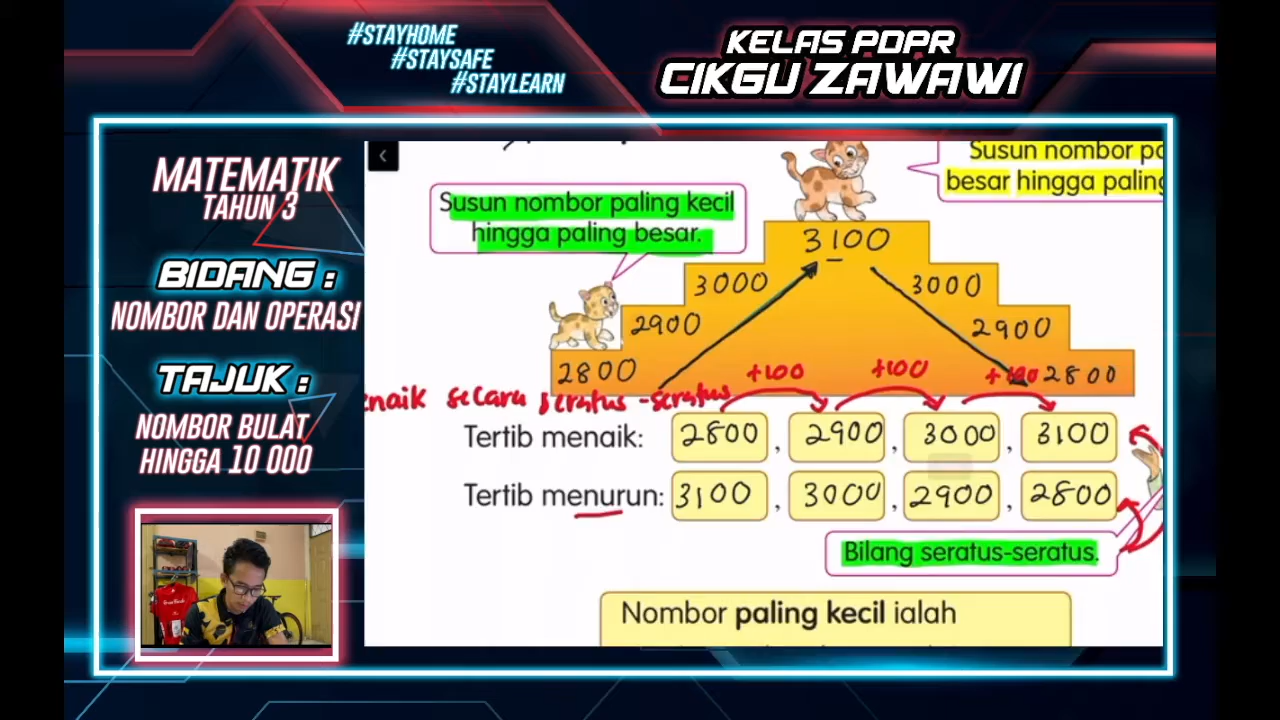 #STAYHOME
#STAYSAFE
#STAYLEARN
KELAS PDPR
CIKGU ZAWAWI
MATEMATIK
TAHUN 3
BIDANG :
NOMBOR DAN OPERASI
TAJUK :
NOMBOR BULAT
HINGGA 10 000
Susun nombor paling kecil
hingga paling besar.
Susun nombor
besar hingga paling
3100
3000 3000
2900 2900
2800 2800
+100 +100 +100
secara seratus-seratus
Tertib menaik: 2800, 2900, 3000, 3100
Tertib menurun: 3100, 3000, 2900, 2800
Bilang seratus-seratus.
Nombor paling kecil ialah